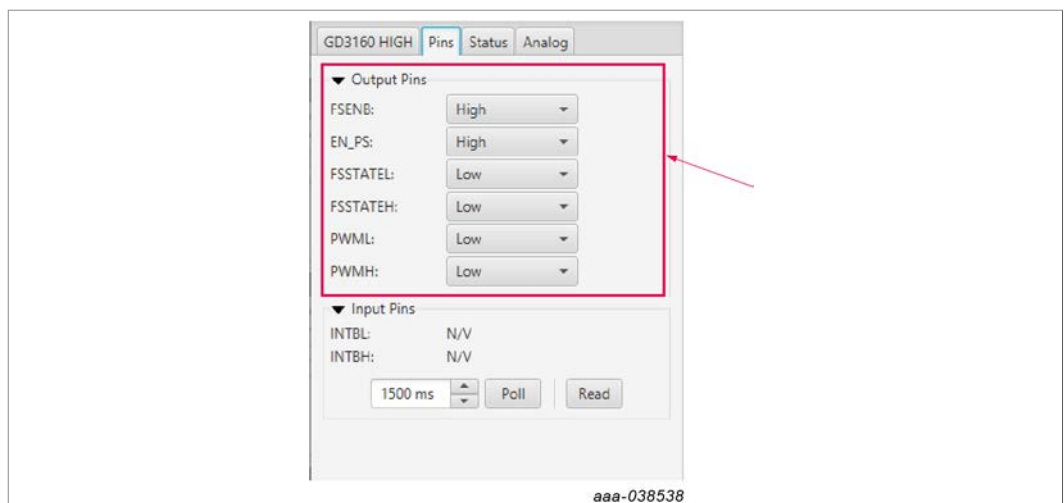 GD3160 HIGH Pins Status Analog
Output Pins
FSENB: High
EN_PS: High
FSSTATEL: Low
FSSTATEH: Low
PWML: Low
PWMH: Low
Input Pins
INTBL: N/V
INTBH: N/V
1500 ms Poll Read
aaa-038538